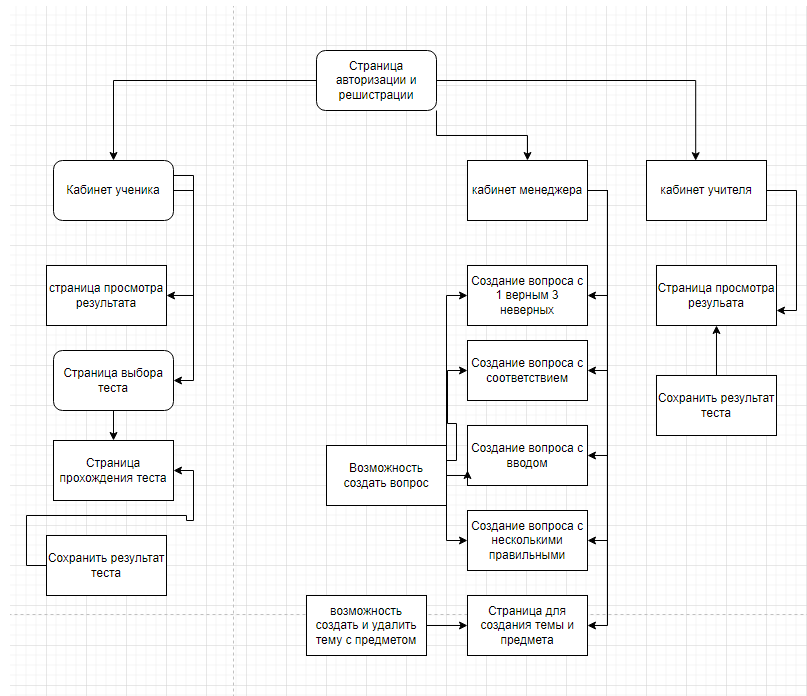 Страница
авторизации и
решистрации
Кабинет ученика
кабинет менеджера
кабинет учителя
страница просмотра
результата
Создание вопроса с
1 верным 3
неверных
Страница просмотра
резульата
Страница выбора
теста
Создание вопроса с
соответствием
Сохранить результат
теста
Страница
прохождения теста
Возможность
создать вопрос
Создание вопроса с
вводом
Сохранить результат
теста
Создание вопроса с
несколькими
правильными
возможность
создать и удалить
тему с предметом
Страница для
создания темы и
предмета